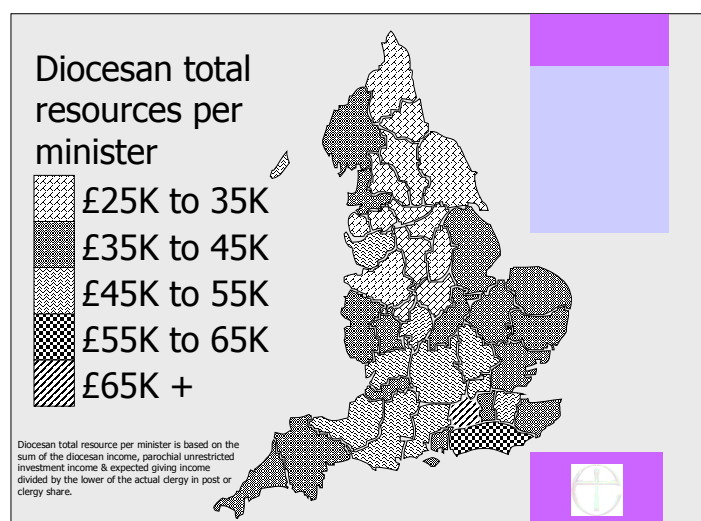 Diocesan total
resources per
minister
£25K to 35K
£35K to 45K
£45K to 55K
£55K to 65K
£65K +
Diocesan total resource per minister is based on the
sum of the diocesan income, parochial unrestricted
investment income & expected giving income
divided by the lower of the actual clergy in post or
clergy share.